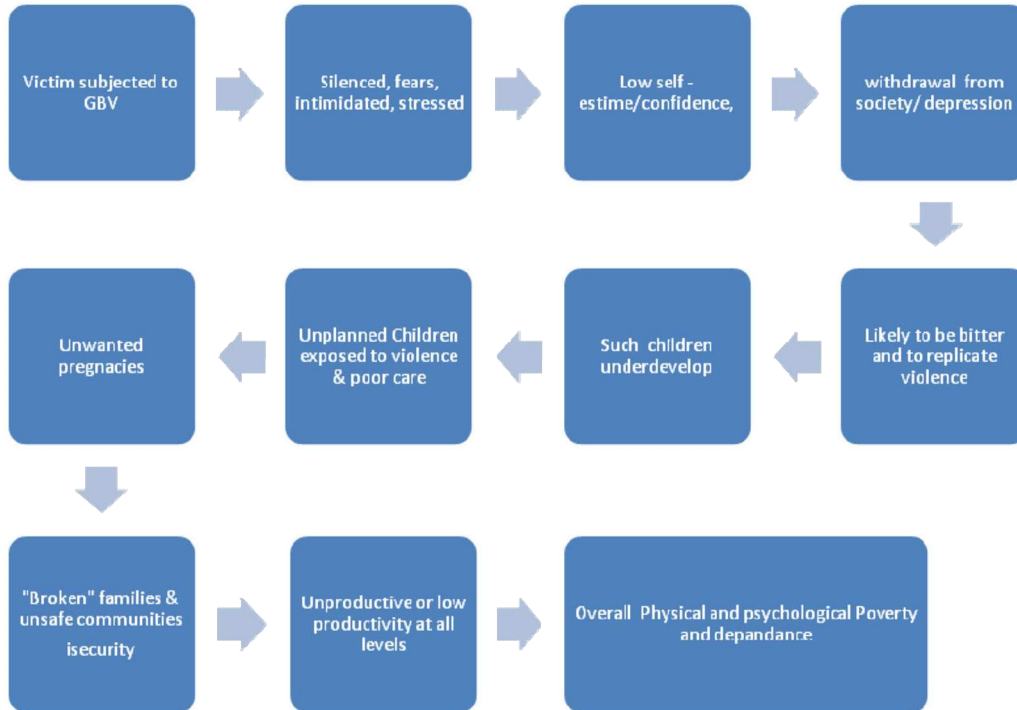 Victim subjected to
GBV
Silenced, fears,
intimidated, stressed
Low self -
estime/confidence,
withdrawal from
society/ depression
Likely to be bitter
and to replicate
violence
Such children
underdevelop
Unplanned Children
exposed to violence
& poor care
Unwanted
pregnacies
"Broken" families &
unsafe communities
isecurity
Unproductive or low
productivity at all
levels
Overall Physical and psychological Poverty
and depandance